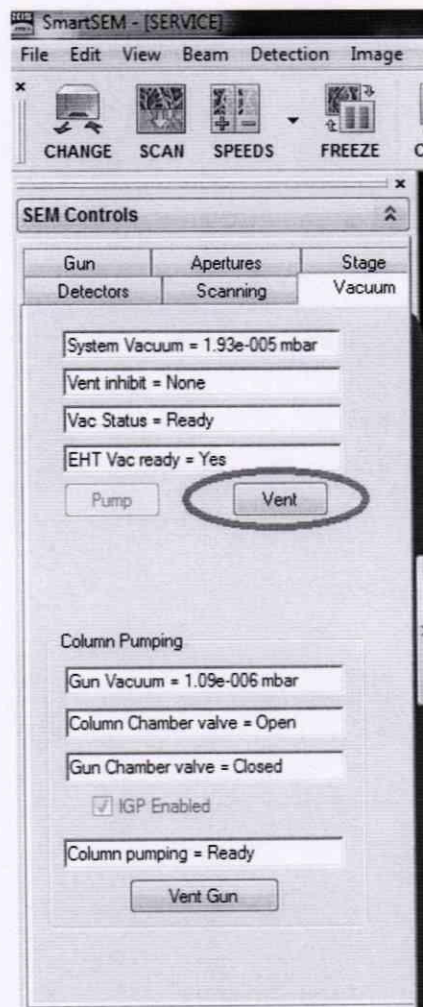 SmartSEM - [SERVICE]
File Edit View Beam Detection Image
CHANGE SCAN SPEEDS FREEZE
SEM Controls
Gun Apertures Stage
Detectors Scanning Vacuum
System Vacuum = 1.93e-005 mbar
Vent inhibit = None
Vac Status = Ready
EHT Vac ready = Yes
Pump Vent
Column Pumping
Gun Vacuum = 1.09e-006 mbar
Column Chamber valve = Open
Gun Chamber valve = Closed
IGP Enabled
Column pumping = Ready
Vent Gun